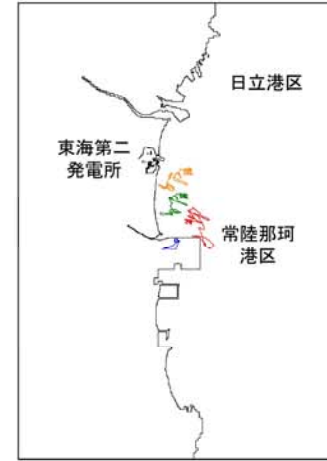 日立港区
東海第二
発電所
常陸那珂
港区